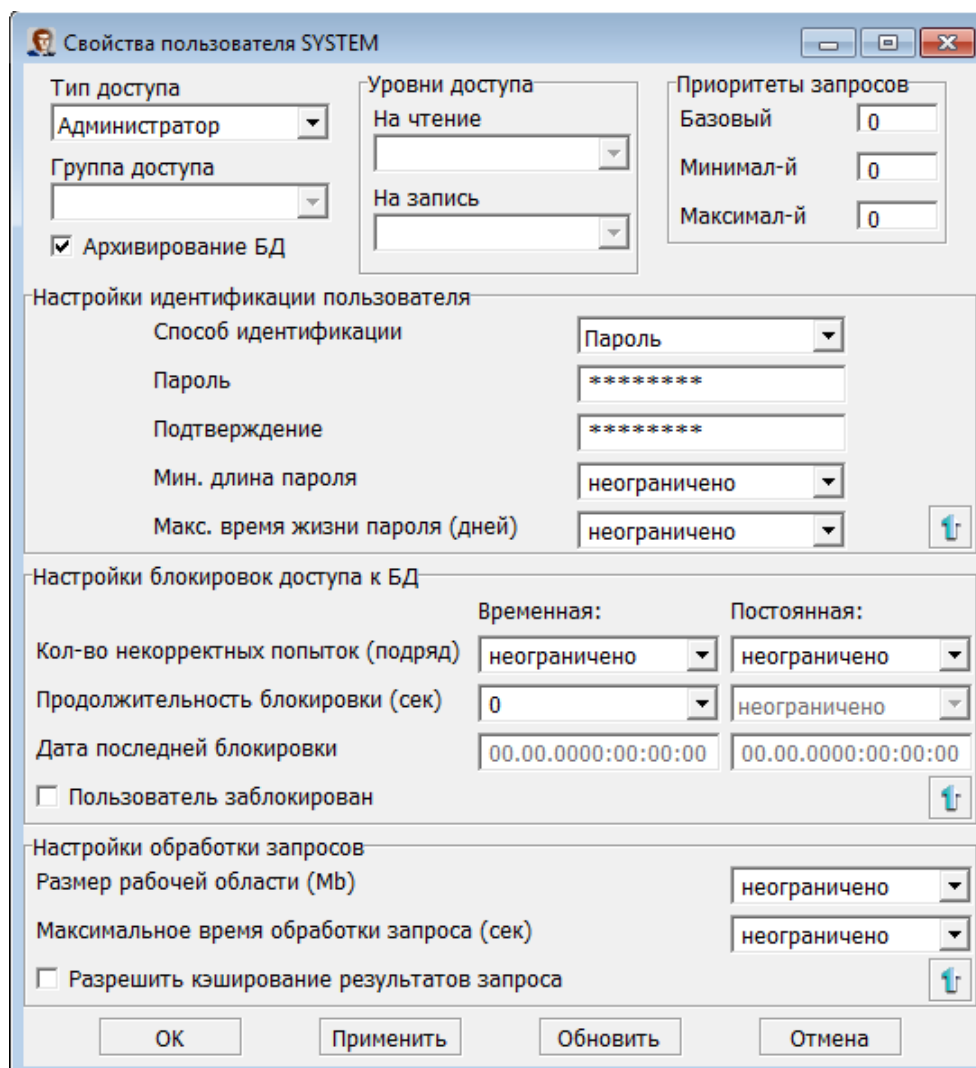 Свойства пользователя SYSTEM
Тип доступа
Администратор
Группа доступа
Архивирование БД
Уровни доступа
На чтение
На запись
Приоритеты запросов
Базовый 0
Минимал-й 0
Максимал-й 0
Настройки идентификации пользователя
Способ идентификации Пароль
Пароль ********
Подтверждение ********
Мин. длина пароля неограничено
Макс. время жизни пароля (дней) неограничено
Настройки блокировок доступа к БД
Временная: Постоянная:
Кол-во некорректных попыток (подряд) неограничено неограничено
Продолжительность блокировки (сек) 0 неограничено
Дата последней блокировки 00.00.0000:00:00:00 00.00.0000:00:00:00
Пользователь заблокирован
Настройки обработки запросов
Размер рабочей области (Mb) неограничено
Максимальное время обработки запроса (сек) неограничено
Разрешить кэширование результатов запроса
ОК Применить Обновить Отмена